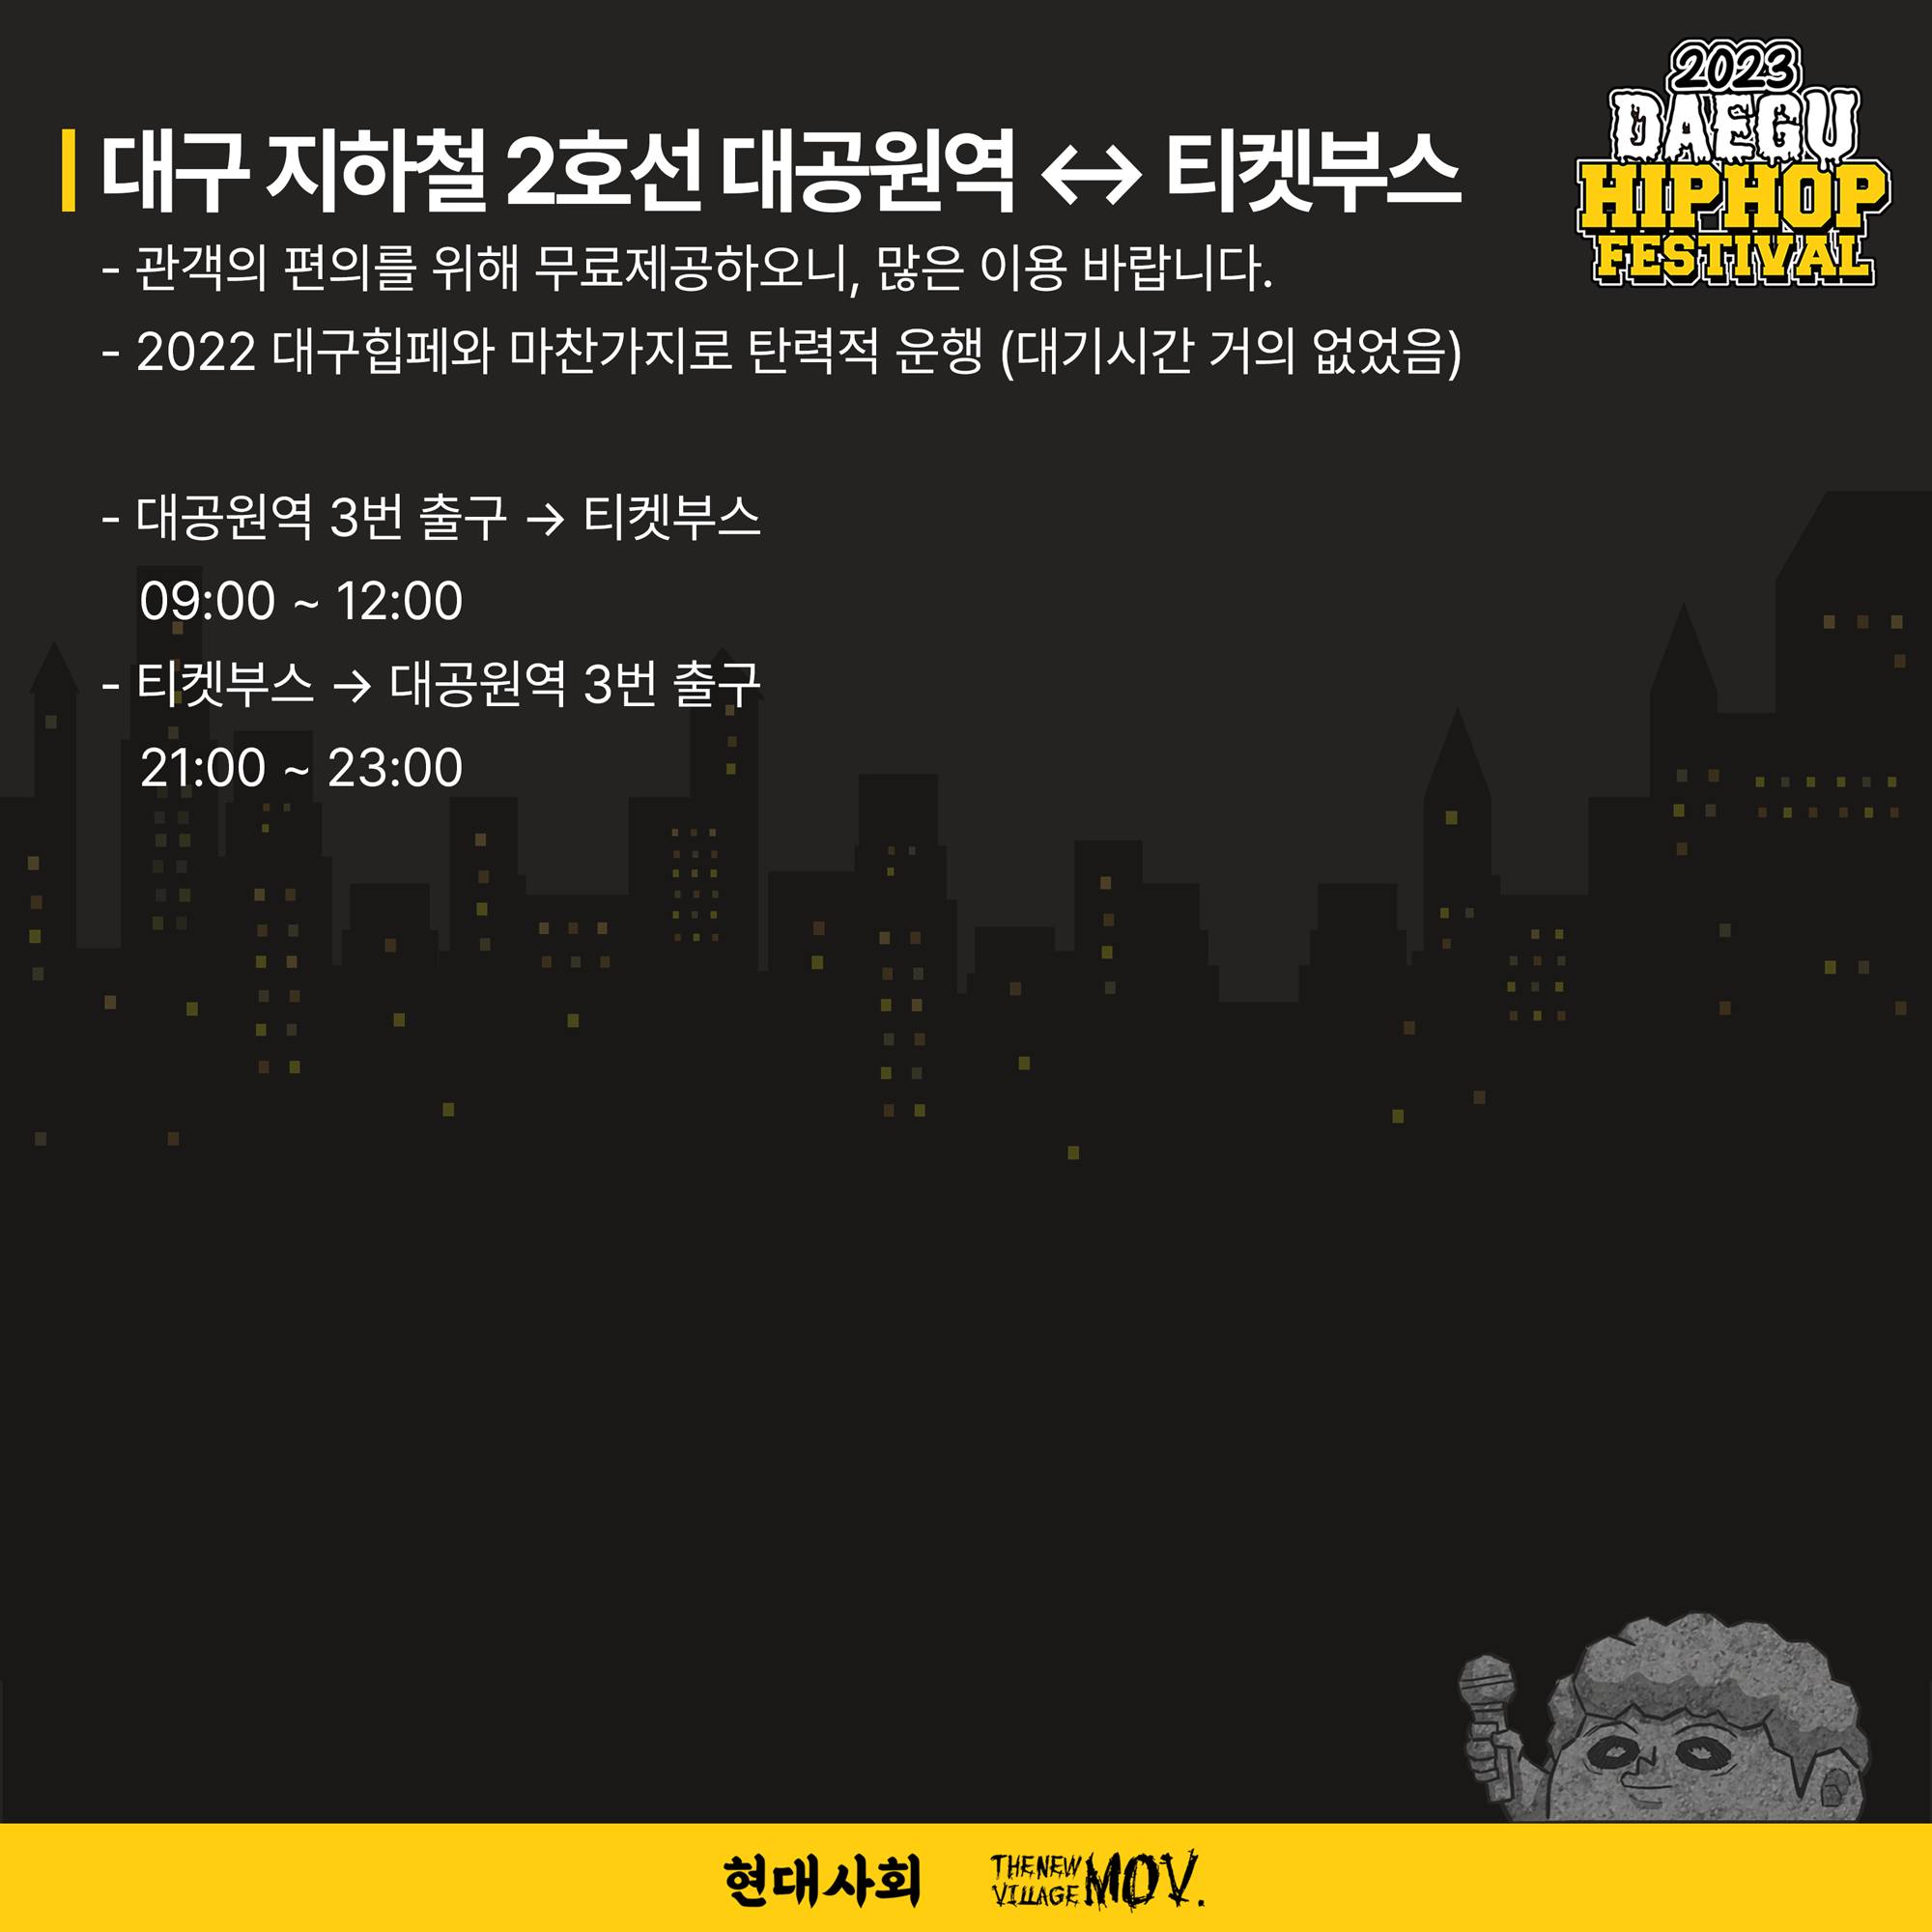 2023
DAEGU
HIPHOP
FESTIVAL
대구 지하철 2호선 대공원역 ↔ 티켓부스
- 관객의 편의를 위해 무료제공하오니, 많은 이용 바랍니다.
- 2022 대구힙페와 마찬가지로 탄력적 운행 (대기시간 거의 없었음)
- 대공원역 3번 출구 → 티켓부스
09:00 ~ 12:00
- 티켓부스 → 대공원역 3번 출구
21:00 ~ 23:00
현대사회
THE NEW
VILLAGE
MOV.